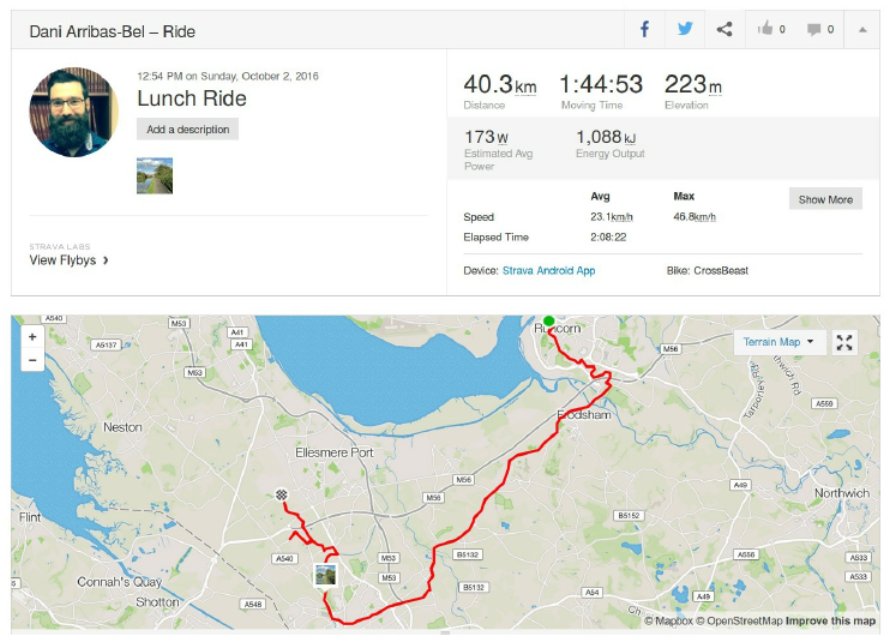 Dani Arribas-Bel – Ride
0
0
12:54 PM on Sunday, October 2, 2016
Lunch Ride
Add a description
STRAVA LABS
View Flybys ›
40.3km
1:44:53
223m
Distance
Moving Time
Elevation
173W
1,088kJ
Estimated Avg
Power
Energy Output
Avg
Max
Show More
Speed
23.1km/h
46.8km/h
Elapsed Time
2:08:22
Device: Strava Android App
Bike: CrossBeast
+
−
A540
M53
A41
A41
A5137
M53
Runcorn
M56
Terrain Map
Tarporley Rd
A559
Neston
Frodsham
Ellesmere Port
M56
M56
A49
Northwich
Flint
B5152
A540
M53
M53
B5132
B5132
A556
A533
A533
Connah's Quay
Shotton
A548
A54
A49
© Mapbox © OpenStreetMap Improve this map